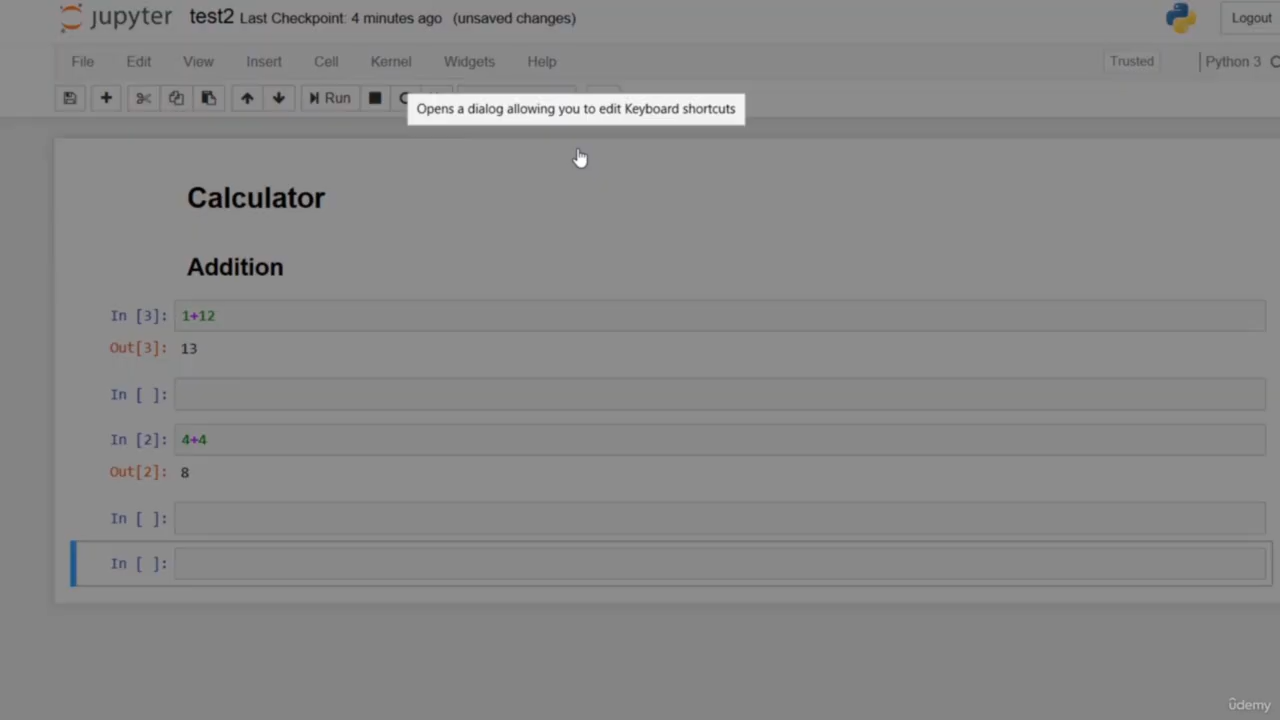 jupyter test2 Last Checkpoint: 4 minutes ago (unsaved changes) Logout
File Edit View Insert Cell Kernel Widgets Help Trusted Python 3
Run
Opens a dialog allowing you to edit Keyboard shortcuts
Calculator
Addition
In [3]: 1+12
Out[3]: 13
In [ ]:
In [2]: 4+4
Out[2]: 8
In [ ]:
In [ ]:
ûdemy